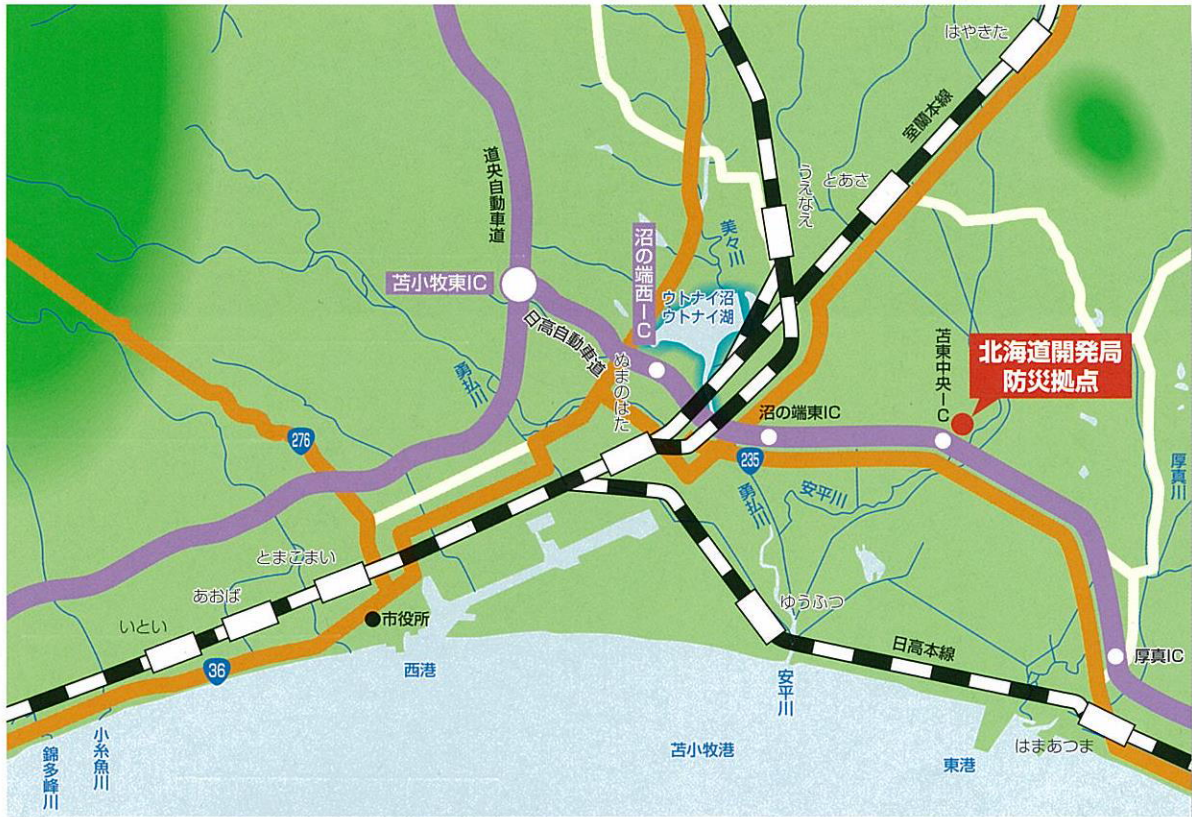 はやきた
室蘭本線
うえなえ
とあさ
道央自動車道
美々川
沼の端西IC
苫小牧東IC
ウトナイ沼
ウトナイ湖
日高自動車道
ぬまのはた
苫東中央IC
北海道開発局
防災拠点
勇払川
沼の端東IC
276
235
厚真川
安平川
勇払川
とまこまい
あおば
いとい
市役所
ゆうふつ
日高本線
厚真IC
36
西港
安平川
小糸魚川
錦多峰川
苫小牧港
東港
はまあつま